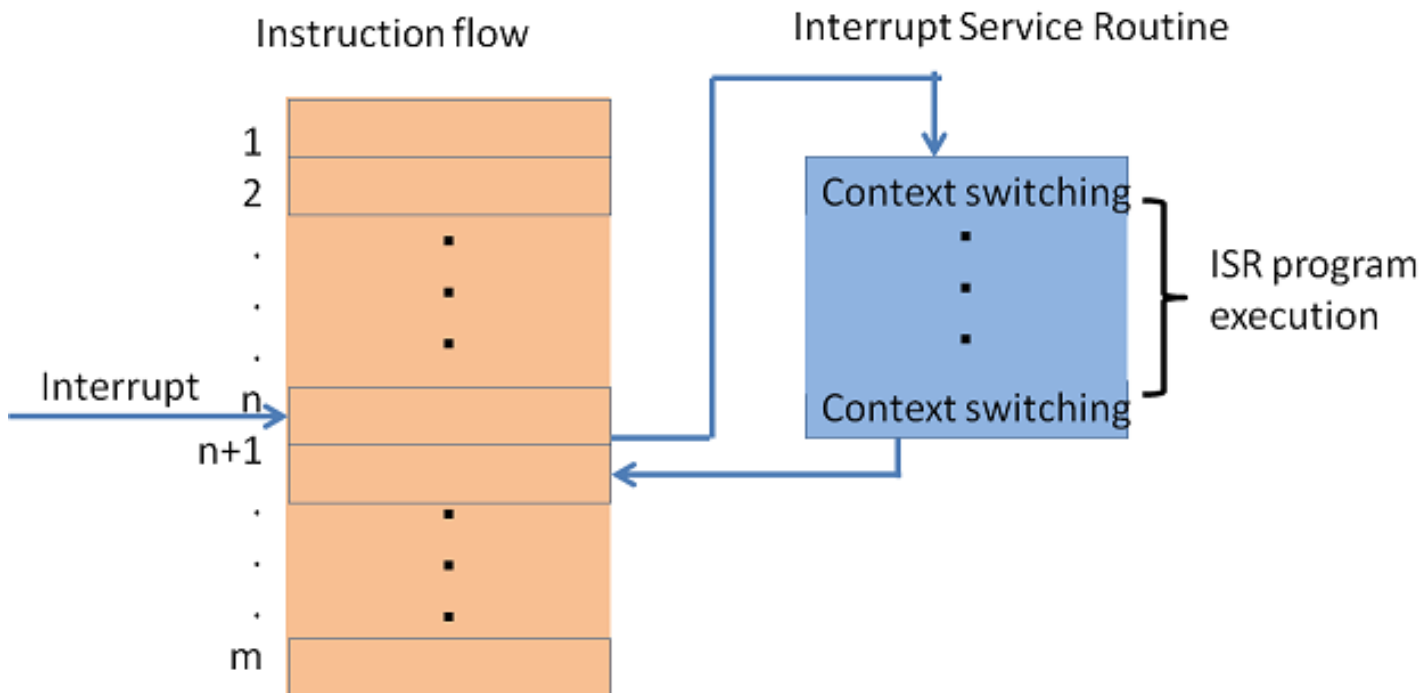 Instruction flow
Interrupt Service Routine
1
2
.
.
.
Interrupt
n
n+1
.
.
.
m
Context switching
Context switching
ISR program
execution